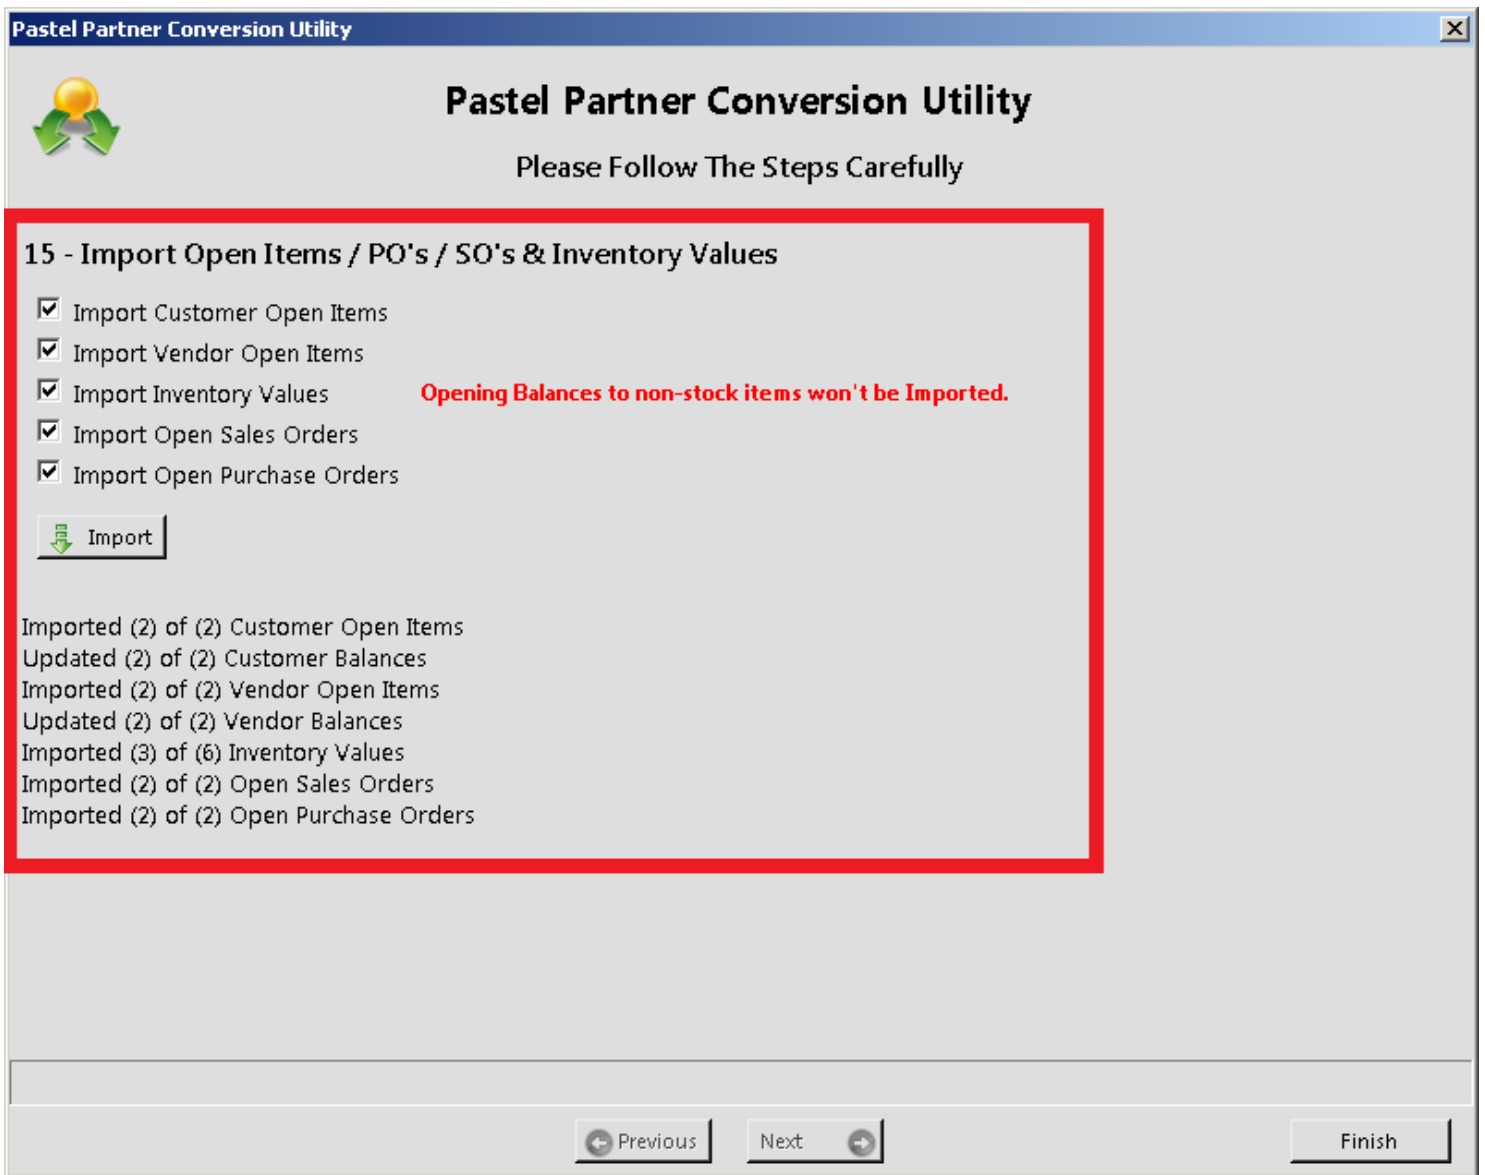 Pastel Partner Conversion Utility
Pastel Partner Conversion Utility
Please Follow The Steps Carefully
15 - Import Open Items / PO's / SO's & Inventory Values
Import Customer Open Items
Import Vendor Open Items
Import Inventory Values Opening Balances to non-stock items won't be Imported.
Import Open Sales Orders
Import Open Purchase Orders
Import
Imported (2) of (2) Customer Open Items
Updated (2) of (2) Customer Balances
Imported (2) of (2) Vendor Open Items
Updated (2) of (2) Vendor Balances
Imported (3) of (6) Inventory Values
Imported (2) of (2) Open Sales Orders
Imported (2) of (2) Open Purchase Orders
Previous Next Finish